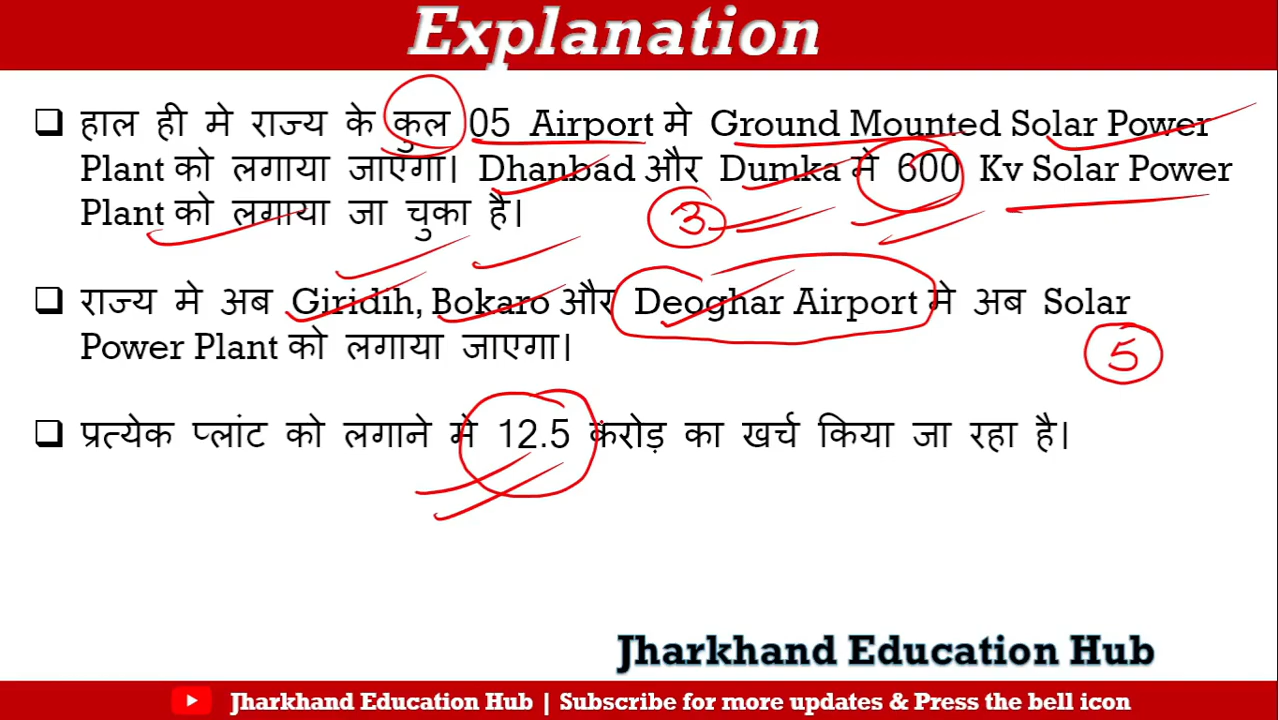 Explanation
हाल ही मे राज्य के कुल 05 Airport मे Ground Mounted Solar Power
Plant को लगाया जाएगा। Dhanbad और Dumka मे 600 Kv Solar Power
Plant को लगाया जा चुका है।
3
राज्य मे अब Giridih, Bokaro और Deoghar Airport मे अब Solar
Power Plant को लगाया जाएगा।
5
प्रत्येक प्लांट को लगाने मे 12.5 करोड़ का खर्च किया जा रहा है।
Jharkhand Education Hub
Jharkhand Education Hub | Subscribe for more updates & Press the bell icon